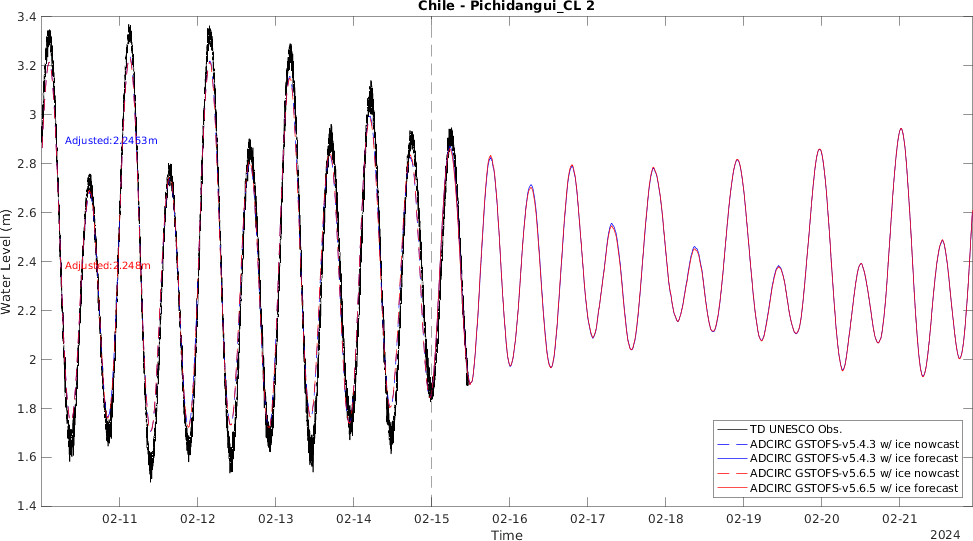 Chile - Pichidangui_CL 2
3.4
3.2
3
2.8
2.6
2.4
2.2
2
1.8
1.6
1.4
Water Level (m)
Adjusted:2.2463m
Adjusted:2.248m
TD UNESCO Obs.
ADCIRC GSTOFS-v5.4.3 w/ ice nowcast
ADCIRC GSTOFS-v5.4.3 w/ ice forecast
ADCIRC GSTOFS-v5.6.5 w/ ice nowcast
ADCIRC GSTOFS-v5.6.5 w/ ice forecast
02-11 02-12 02-13 02-14 02-15 02-16 02-17 02-18 02-19 02-20 02-21
Time
2024